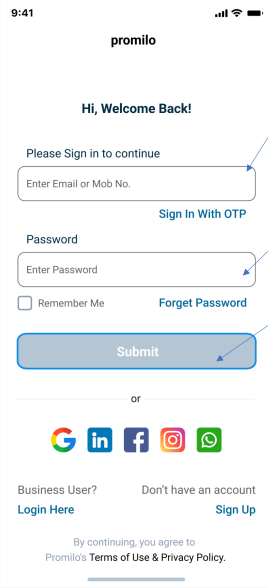 9:41
promilo
Hi, Welcome Back!
Please Sign in to continue
Enter Email or Mob No.
Sign In With OTP
Password
Enter Password
Remember Me Forget Password
Submit
or
in
Business User? Don't have an account
Login Here Sign Up
By continuing, you agree to
Promilo's Terms of Use & Privacy Policy.